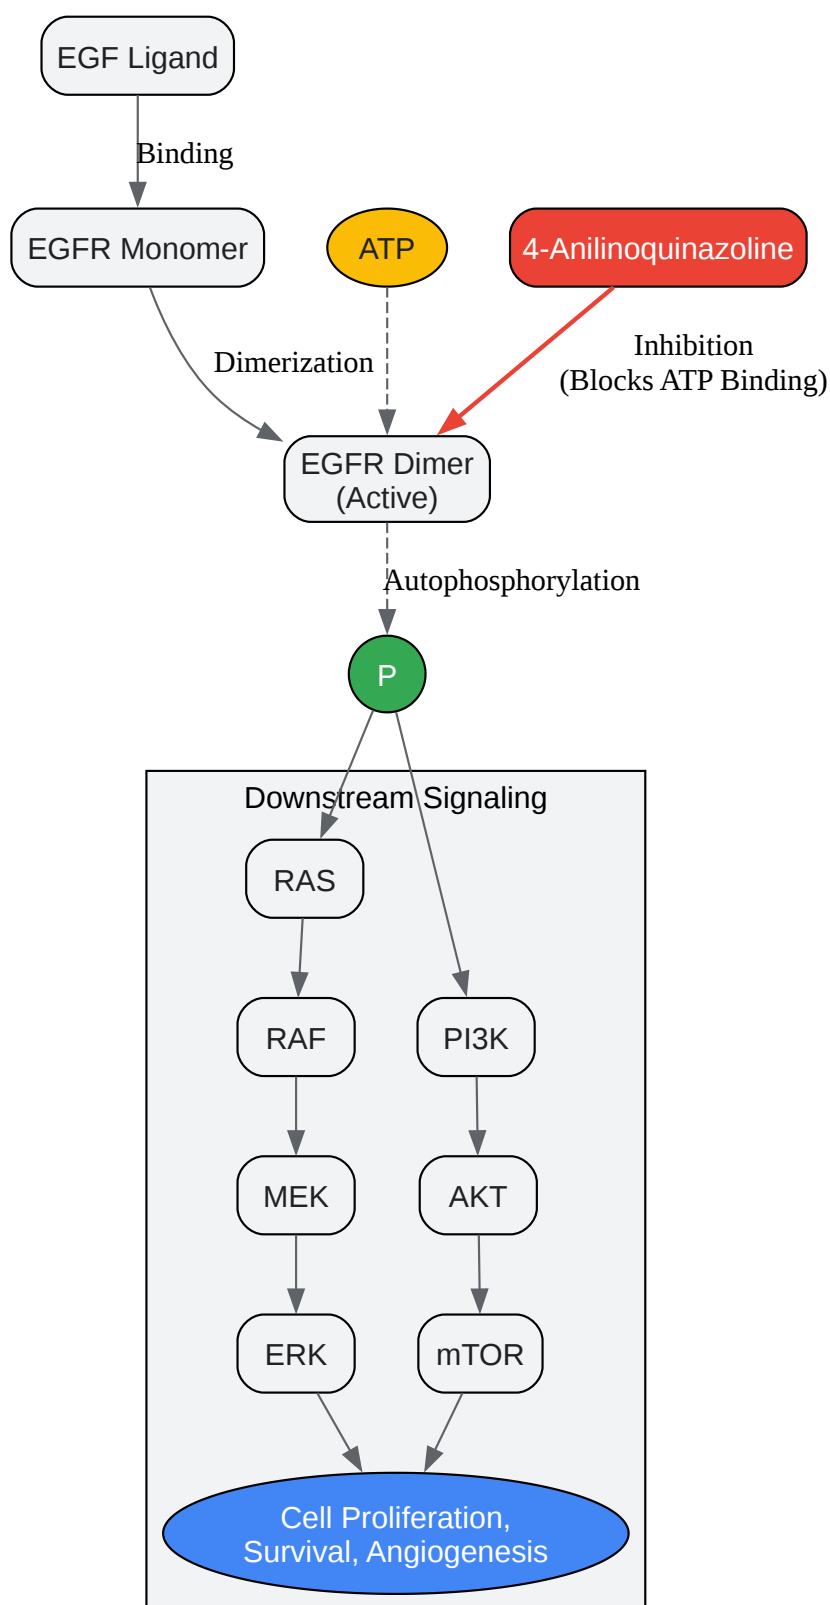 EGF Ligand
Binding
EGFR Monomer
ATP
4-Anilinoquinazoline
Dimerization
Inhibition
(Blocks ATP Binding)
EGFR Dimer
(Active)
Autophosphorylation
P
Downstream Signaling
RAS
RAF
PI3K
MEK
AKT
ERK
mTOR
Cell Proliferation,
Survival, Angiogenesis